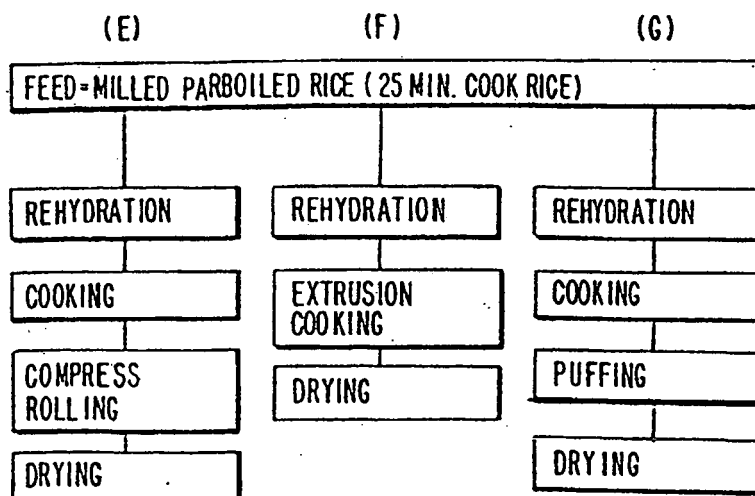 (E) (F) (G)
FEED=MILLED PARBOILED RICE (25 MIN. COOK RICE)
REHYDRATION
COOKING
COMPRESS
ROLLING
DRYING
REHYDRATION
EXTRUSION
COOKING
DRYING
REHYDRATION
COOKING
PUFFING
DRYING